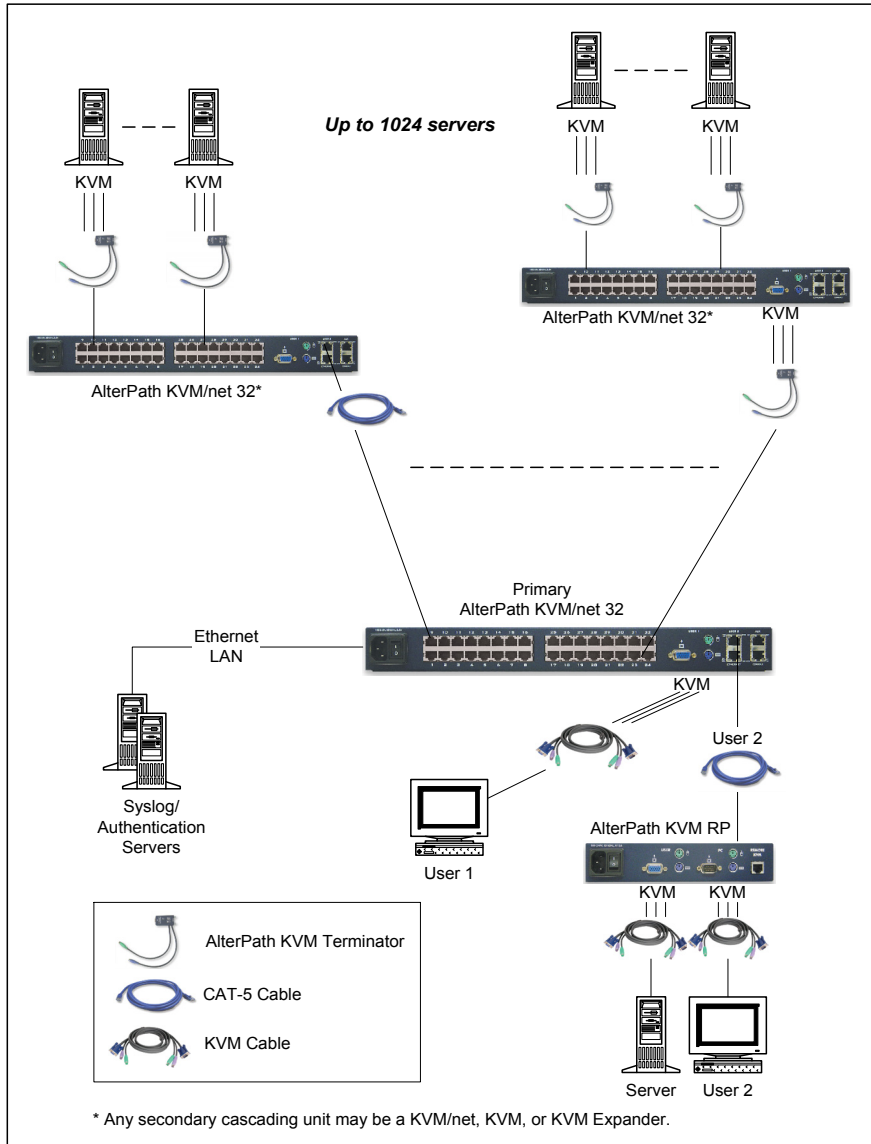 Up to 1024 servers
KVM
KVM
KVM
KVM
AlterPath KVM/net 32*
KVM
AlterPath KVM/net 32*
Primary
AlterPath KVM/net 32
Ethernet
LAN
KVM
User 2
Syslog/
Authentication
Servers
User 1
AlterPath KVM RP
KVM
KVM
AlterPath KVM Terminator
CAT-5 Cable
KVM Cable
Server
User 2
* Any secondary cascading unit may be a KVM/net, KVM, or KVM Expander.